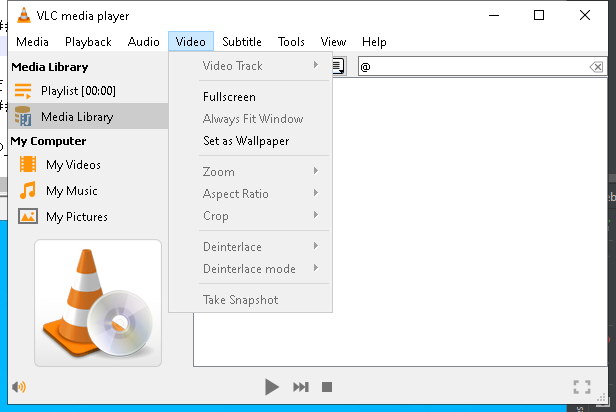 VLC media player
Media Playback Audio Video Subtitle Tools View Help
Media Library
Playlist [00:00]
Media Library
My Computer
My Videos
My Music
My Pictures
Video Track
Fullscreen
Always Fit Window
Set as Wallpaper
Zoom
Aspect Ratio
Crop
Deinterlace
Deinterlace mode
Take Snapshot
@